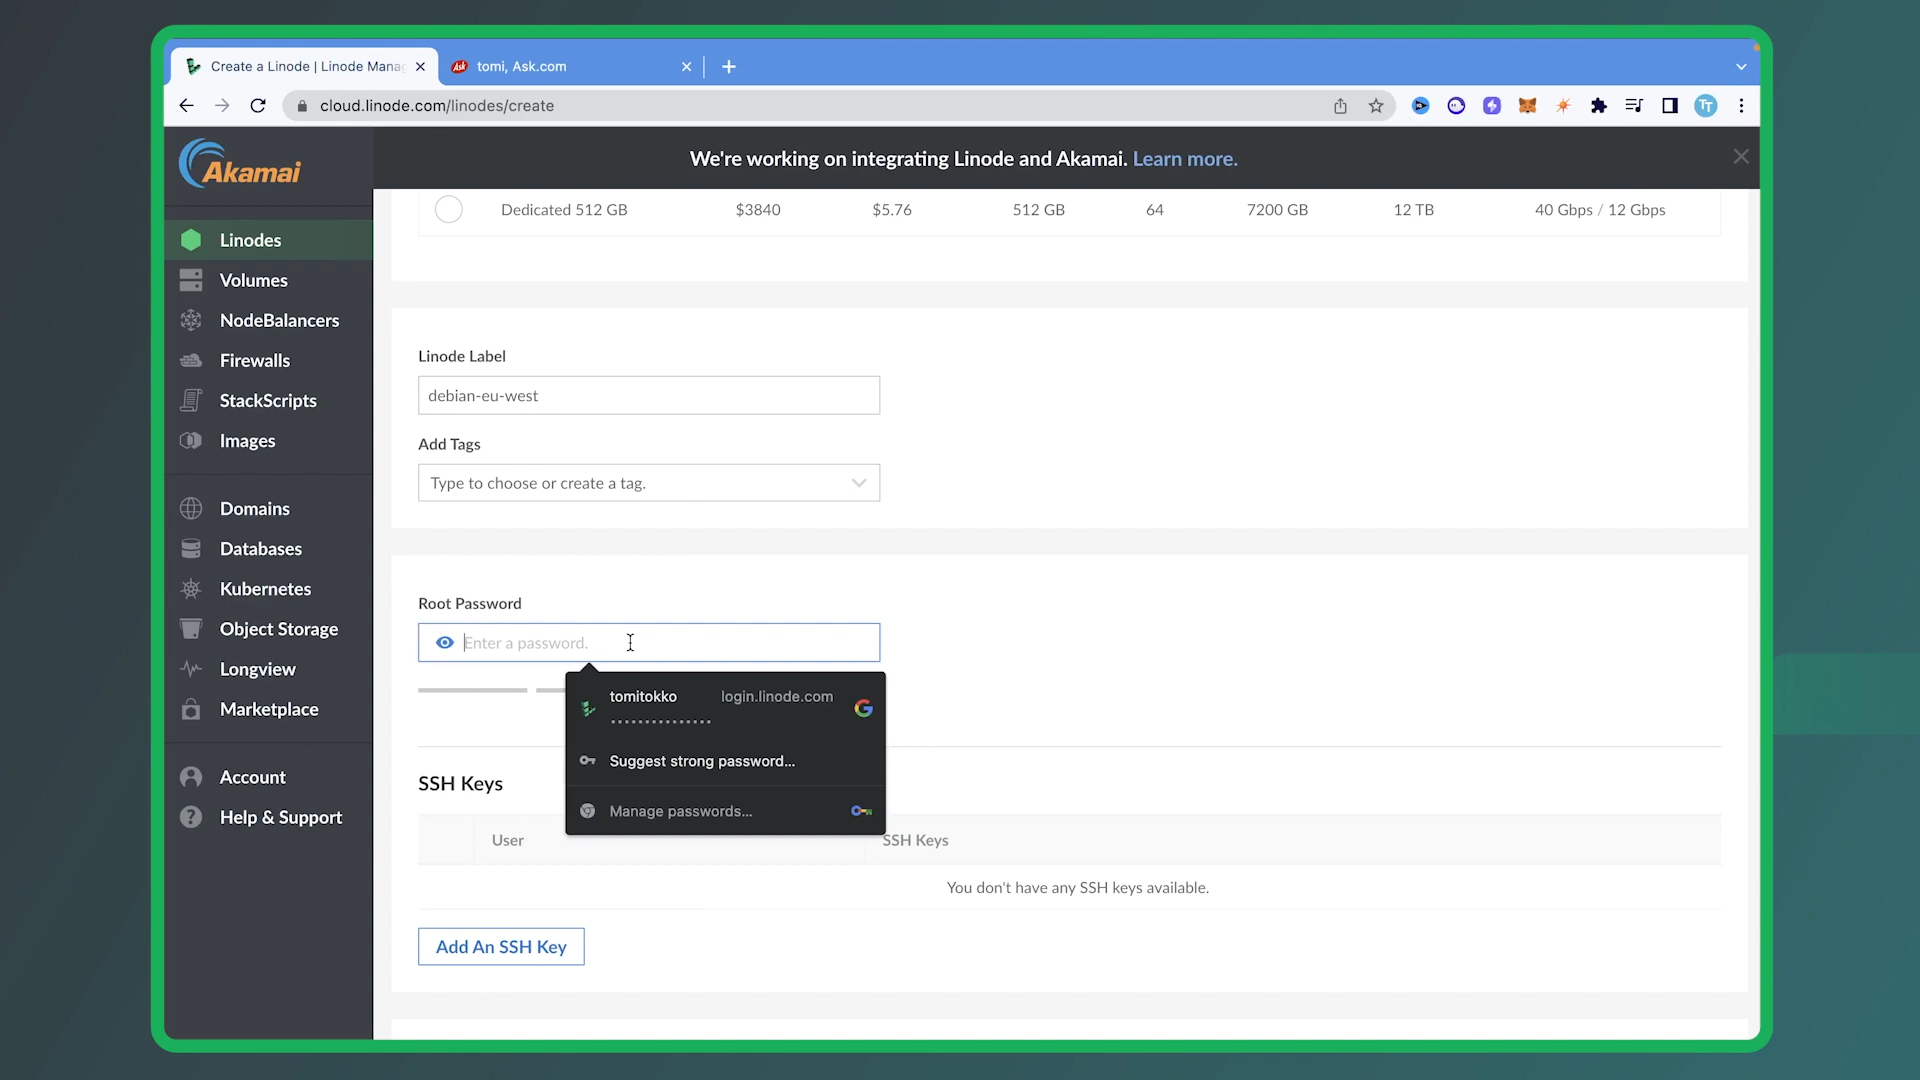 Create a Linode | Linode Mana
Ask tomi, Ask.com
cloud.linode.com/linodes/create
TT
Akamai
We're working on integrating Linode and Akamai. Learn more.
Linodes
Volumes
NodeBalancers
Firewalls
StackScripts
Images
Domains
Databases
Kubernetes
Object Storage
Longview
Marketplace
Account
Help & Support
Dedicated 512 GB $3840 $5.76 512 GB 64 7200 GB 12 TB 40 Gbps / 12 Gbps
Linode Label
debian-eu-west
Add Tags
Type to choose or create a tag.
Root Password
Enter a password.
tomitokko login.linode.com
•••••••••••••••
Suggest strong password...
Manage passwords...
SSH Keys
User SSH Keys
You don't have any SSH keys available.
Add An SSH Key